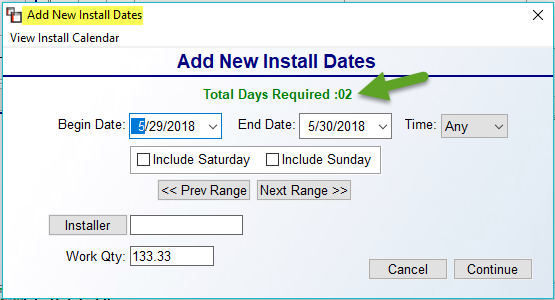 Add New Install Dates
View Install Calendar
Add New Install Dates
Total Days Required :02
Begin Date: 5/29/2018 End Date: 5/30/2018 Time: Any
Include Saturday Include Sunday
<< Prev Range Next Range >>
Installer
Work Qty: 133.33
Cancel Continue